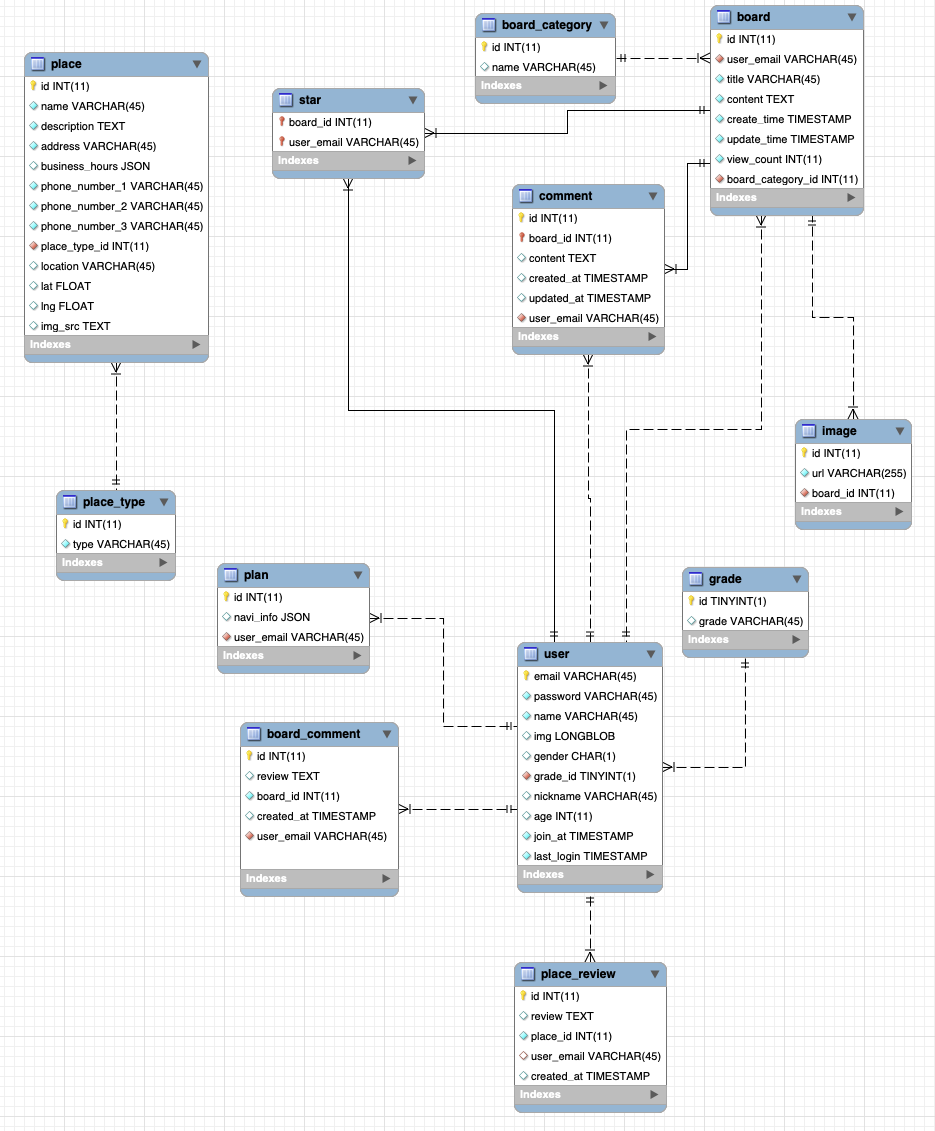 place
id INT(11)
name VARCHAR(45)
description TEXT
address VARCHAR(45)
business_hours JSON
phone_number_1 VARCHAR(45)
phone_number_2 VARCHAR(45)
phone_number_3 VARCHAR(45)
place_type_id INT(11)
location VARCHAR(45)
lat FLOAT
lng FLOAT
img_src TEXT
Indexes
star
board_id INT(11)
user_email VARCHAR(45)
Indexes
board_category
id INT(11)
name VARCHAR(45)
Indexes
board
id INT(11)
user_email VARCHAR(45)
title VARCHAR(45)
content TEXT
create_time TIMESTAMP
update_time TIMESTAMP
view_count INT(11)
board_category_id INT(11)
Indexes
comment
id INT(11)
board_id INT(11)
content TEXT
created_at TIMESTAMP
updated_at TIMESTAMP
user_email VARCHAR(45)
Indexes
image
id INT(11)
url VARCHAR(255)
board_id INT(11)
Indexes
place_type
id INT(11)
type VARCHAR(45)
Indexes
plan
id INT(11)
navi_info JSON
user_email VARCHAR(45)
Indexes
grade
id TINYINT(1)
grade VARCHAR(45)
Indexes
user
email VARCHAR(45)
password VARCHAR(45)
name VARCHAR(45)
img LONGBLOB
gender CHAR(1)
grade_id TINYINT(1)
nickname VARCHAR(45)
age INT(11)
join_at TIMESTAMP
last_login TIMESTAMP
Indexes
board_comment
id INT(11)
review TEXT
board_id INT(11)
created_at TIMESTAMP
user_email VARCHAR(45)
Indexes
place_review
id INT(11)
review TEXT
place_id INT(11)
user_email VARCHAR(45)
created_at TIMESTAMP
Indexes